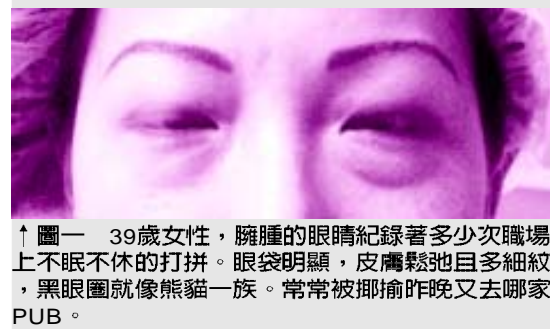 ↑圖一　39歲女性，臃腫的眼睛紀錄著多少次職場
上不眠不休的打拼。眼袋明顯，皮膚鬆弛且多細紋
，黑眼圈就像熊貓一族。常常被揶揄昨晚又去哪家
PUB。